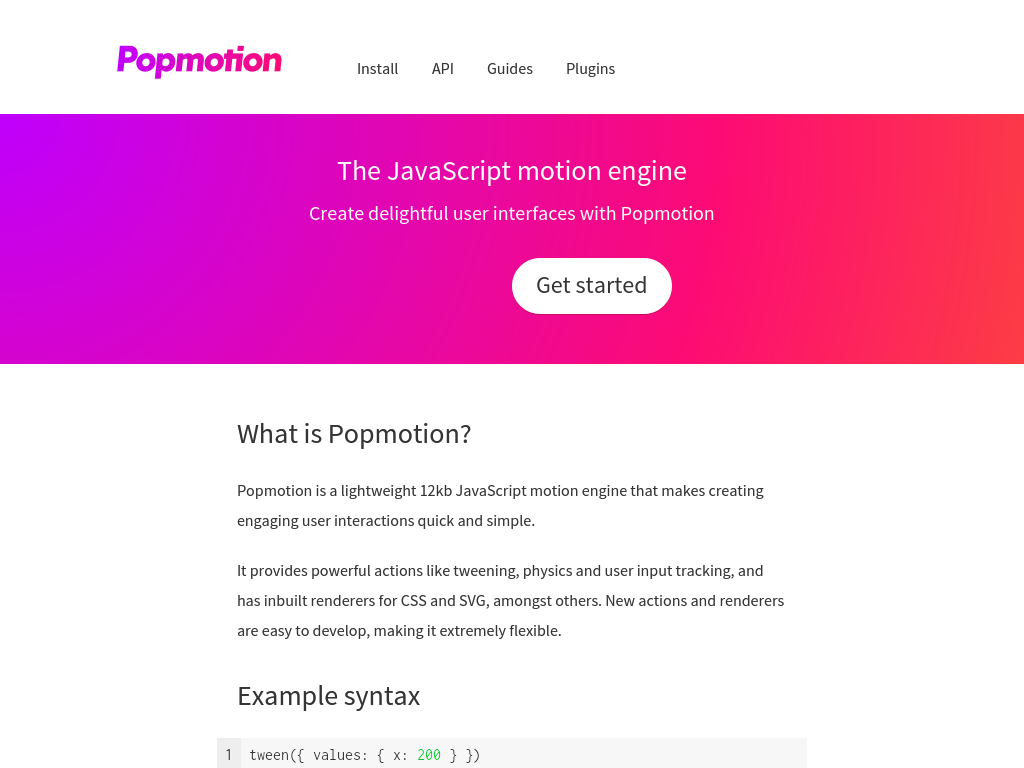 Popmotion
Install API Guides Plugins
The JavaScript motion engine
Create delightful user interfaces with Popmotion
Get started
What is Popmotion?
Popmotion is a lightweight 12kb JavaScript motion engine that makes creating
engaging user interactions quick and simple.
It provides powerful actions like tweening, physics and user input tracking, and
has inbuilt renderers for CSS and SVG, amongst others. New actions and renderers
are easy to develop, making it extremely flexible.
Example syntax
1 tween({ values: { x: 200 } })